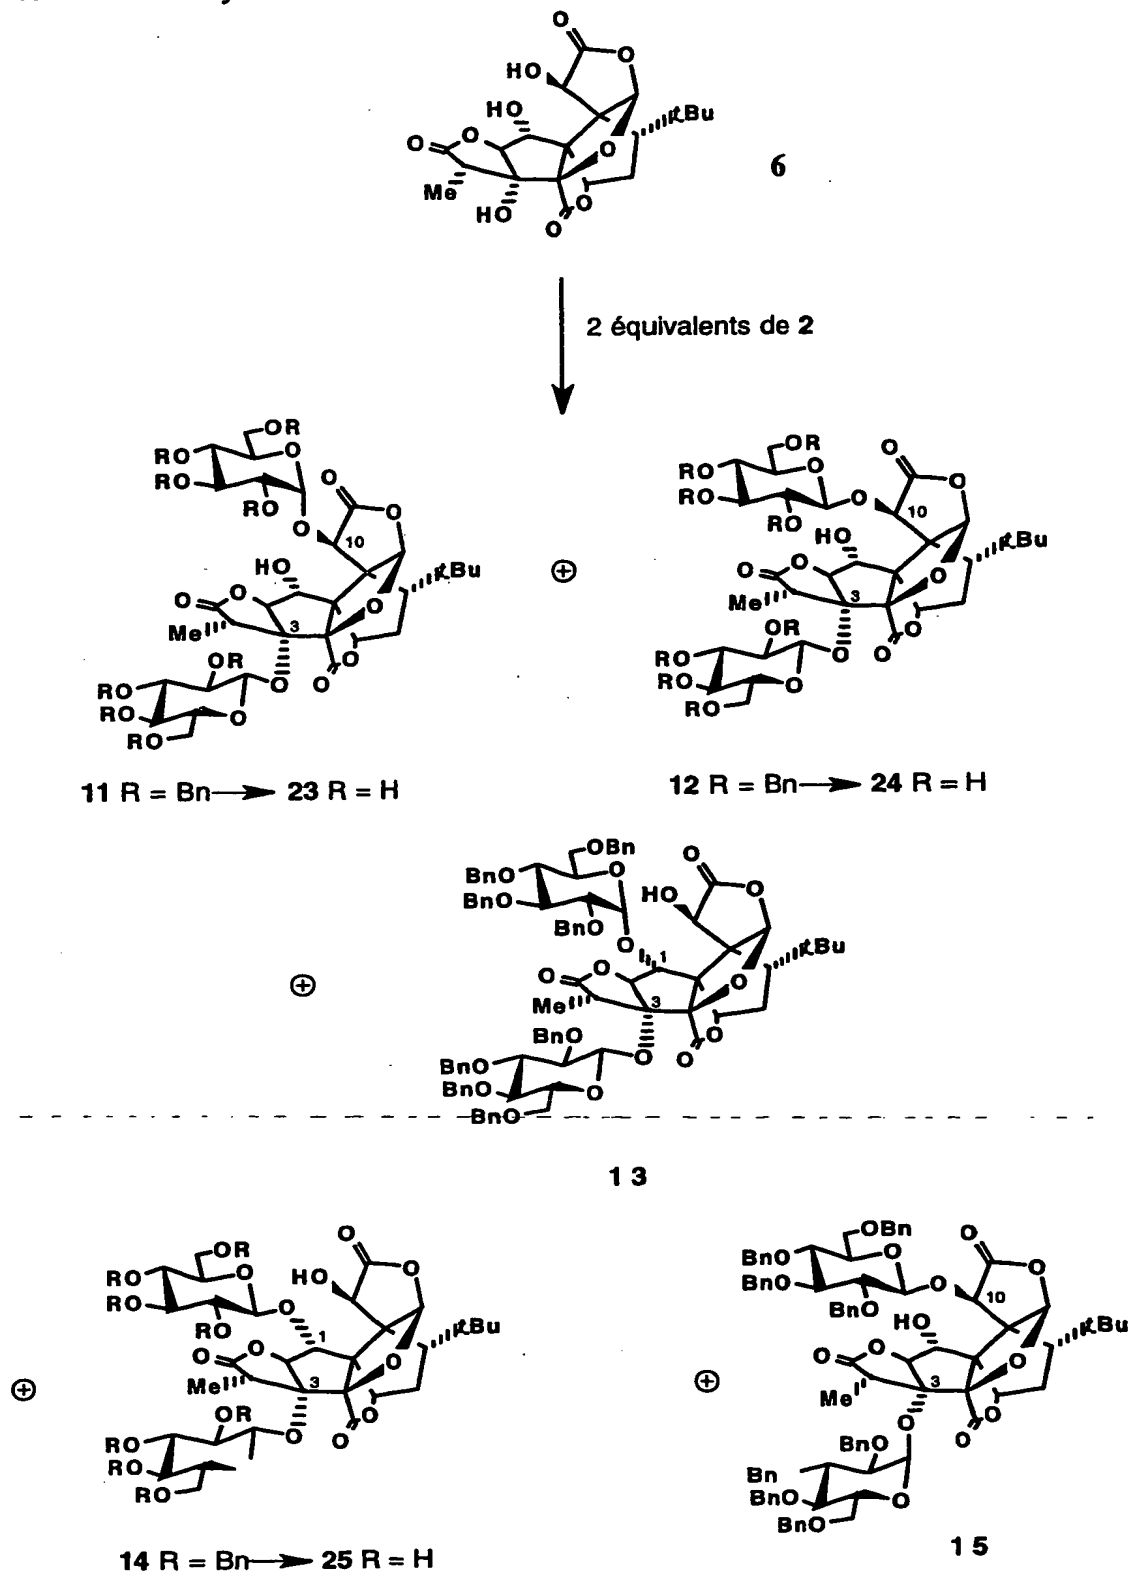 O
O
HO
HO
tBu
O
O
O
6
Me
HO
O
O
2 équivalents de 2
OR
RO
O
RO
RO
O
O
O
10
HO
tBu
O
O
O
Me
3
OR
O
O
O
RO
RO
O
RO
OR
RO
O
RO
RO
O
O
O
10
HO
tBu
O
O
O
Me
3
OR
O
O
O
RO
RO
O
RO
11 R = Bn → 23 R = H
12 R = Bn → 24 R = H
OBn
BnO
O
BnO
BnO
HO
O
O
O
1
tBu
O
O
O
Me
3
BnO
O
O
O
BnO
BnO
O
BnO
13
OR
RO
O
RO
RO
O
HO
O
O
1
tBu
O
O
O
Me
3
OR
O
O
O
RO
RO
RO
OBn
BnO
O
BnO
BnO
O
O
O
10
HO
tBu
O
O
O
Me
3
O
O
O
BnO
Bn
BnO
O
BnO
15
14 R = Bn → 25 R = H